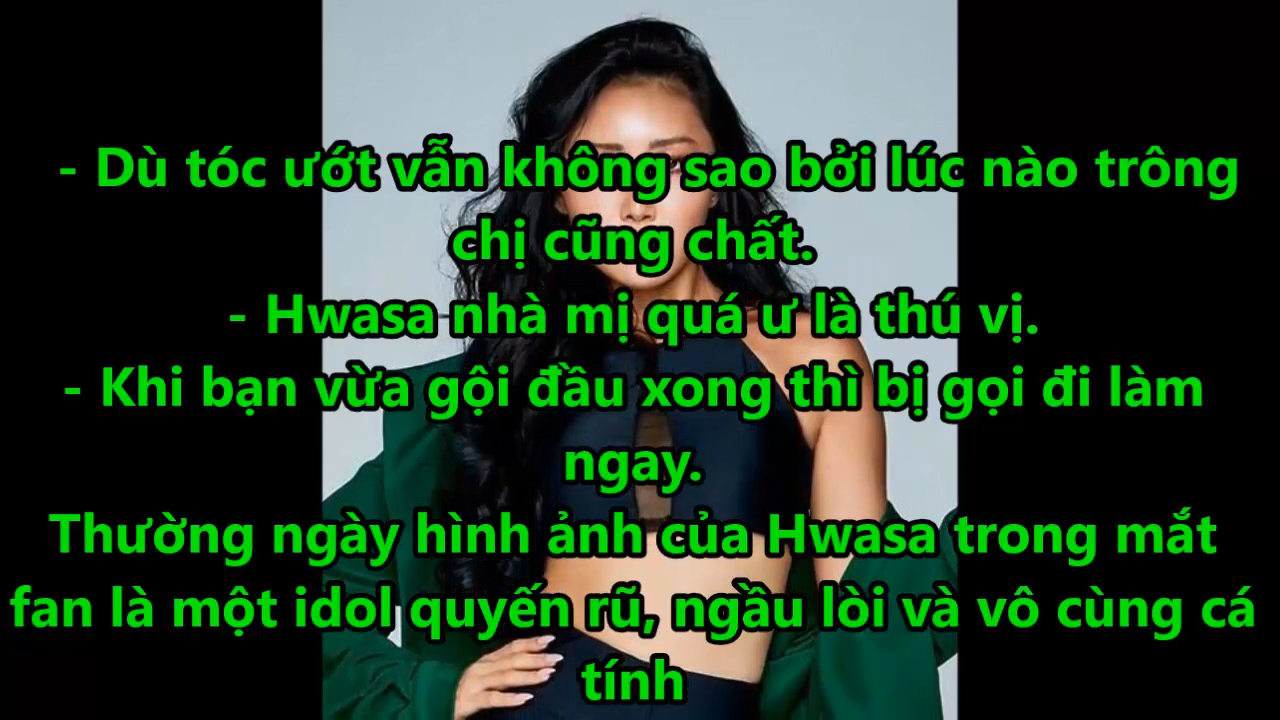 - Dù tóc ướt vẫn không sao bởi lúc nào trông
chị cũng chất.
- Hwasa nhà mị quá ư là thú vị.
- Khi bạn vừa gội đầu xong thì bị gọi đi làm
ngay.
Thường ngày hình ảnh của Hwasa trong mắt
fan là một idol quyến rũ, ngầu lòi và vô cùng cá
tính